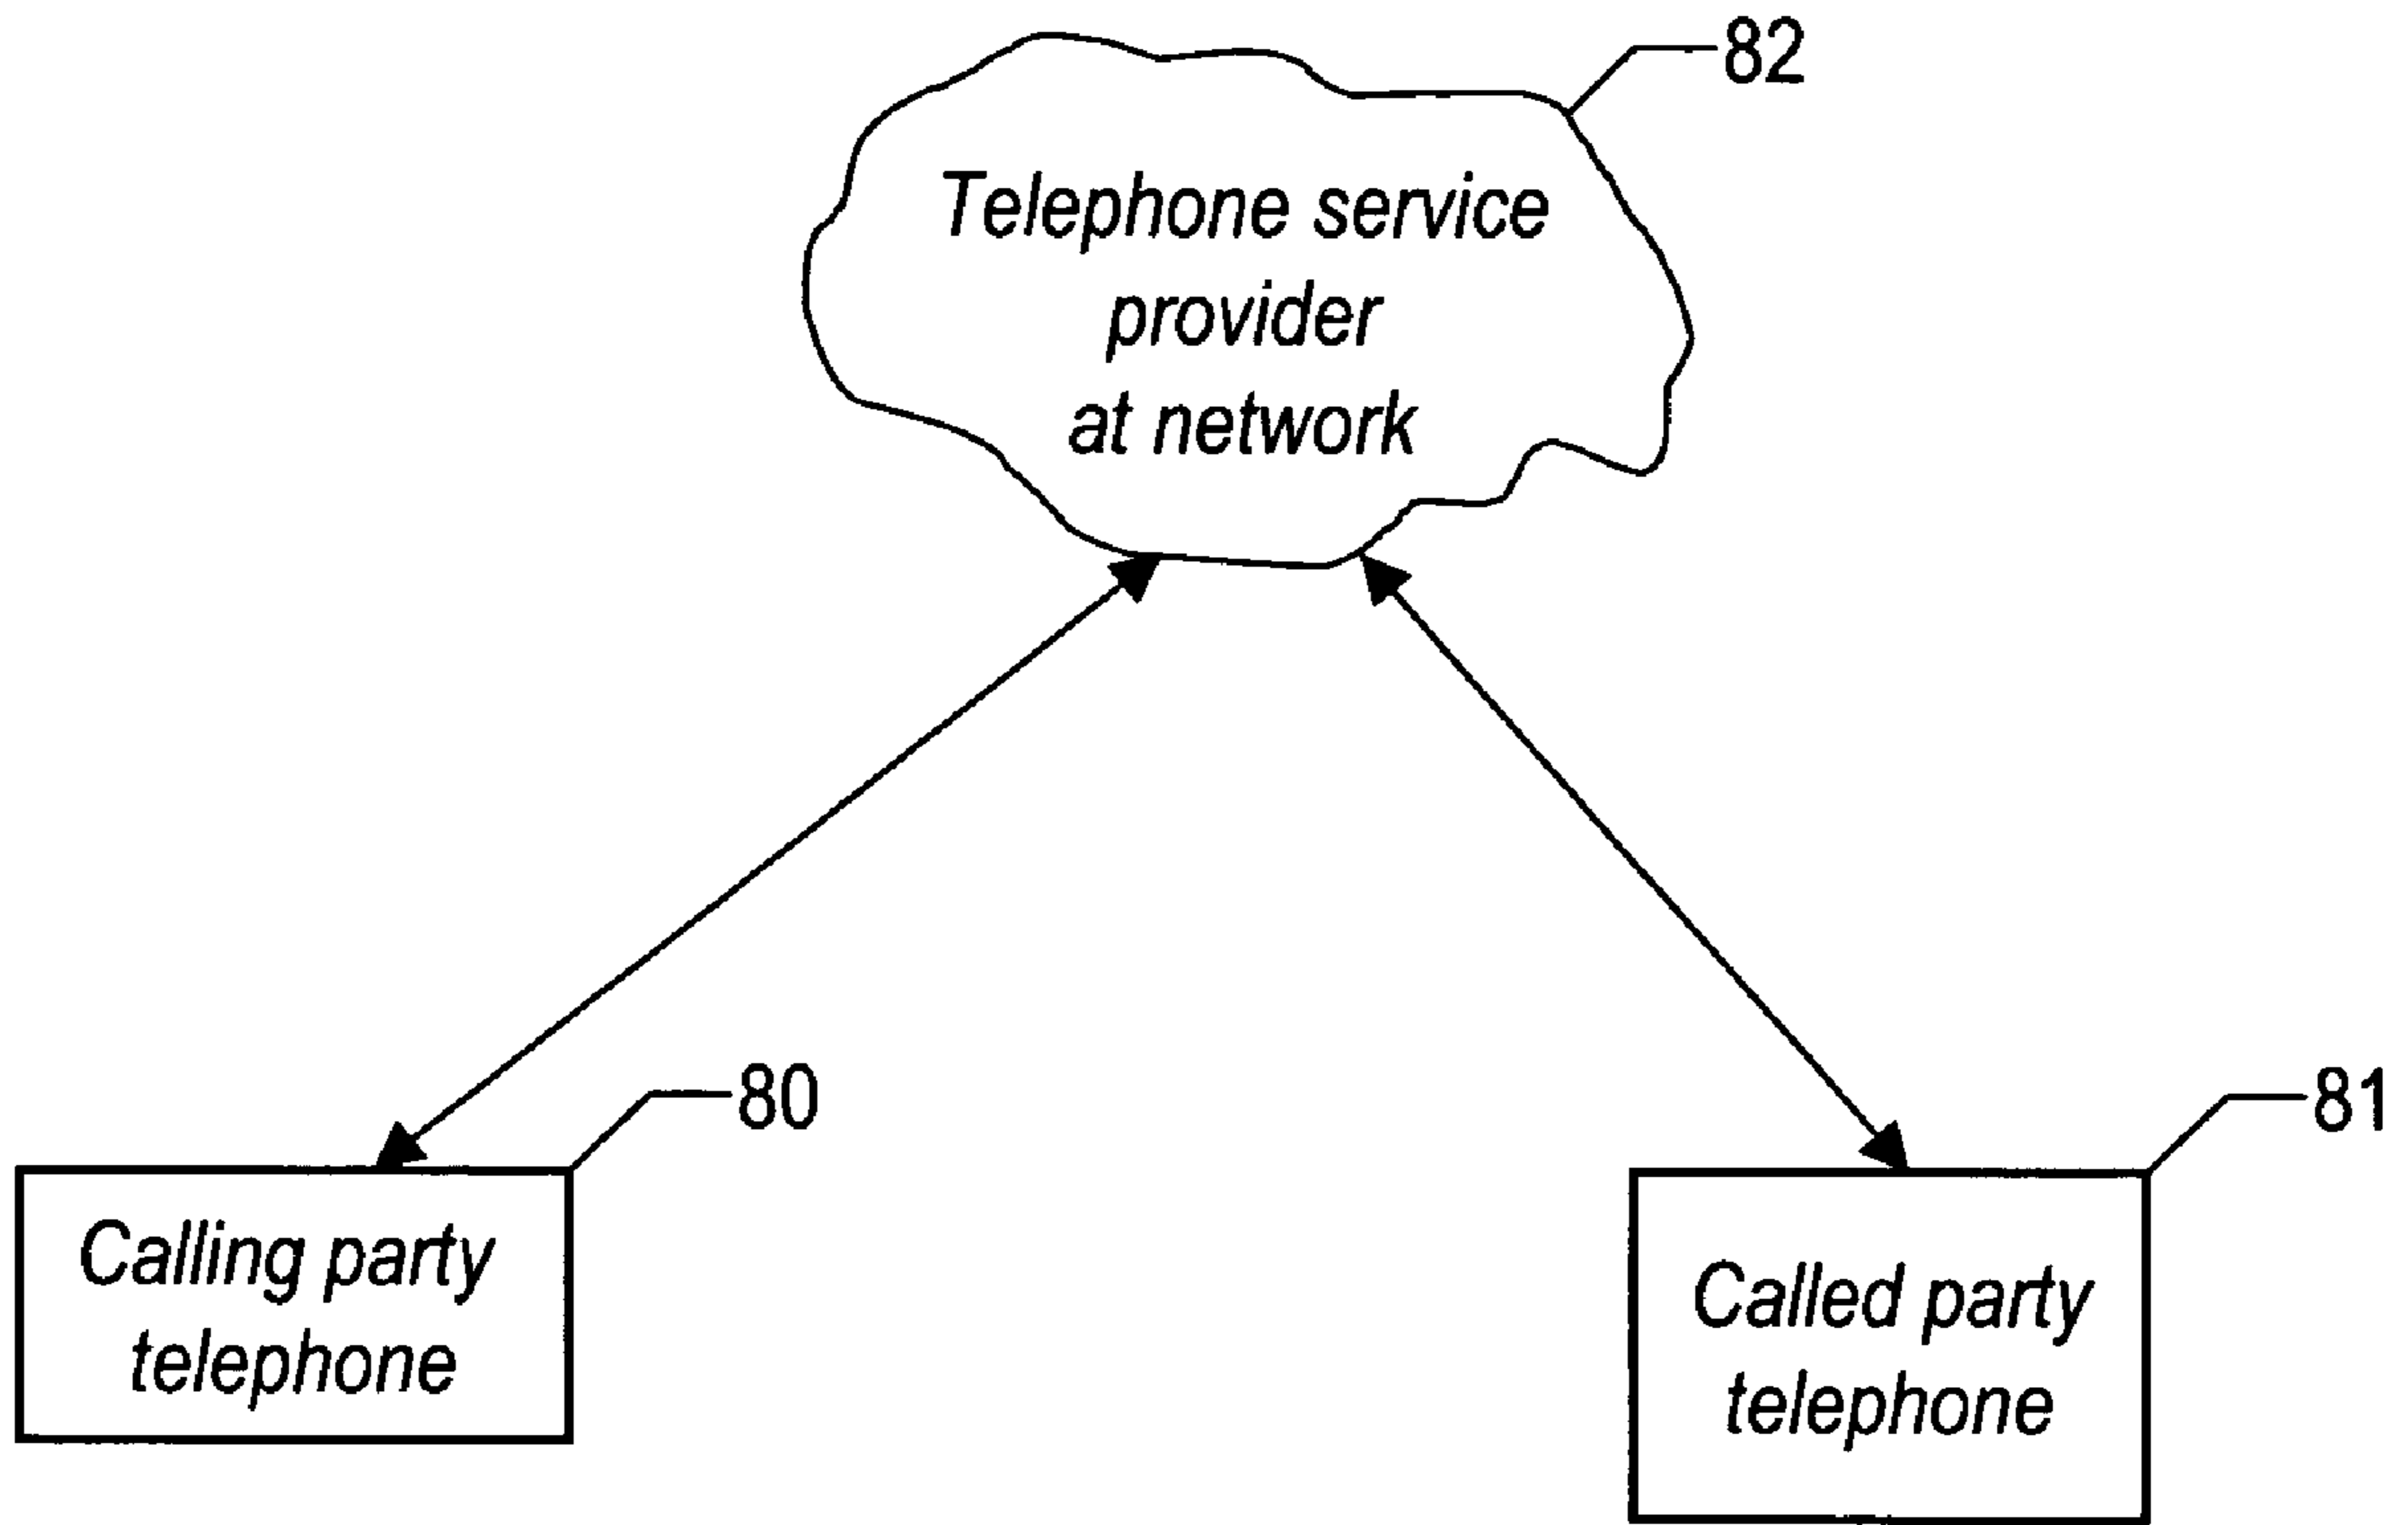 82
Telephone service
provider
at network
80
81
Calling party
telephone
Called party
telephone